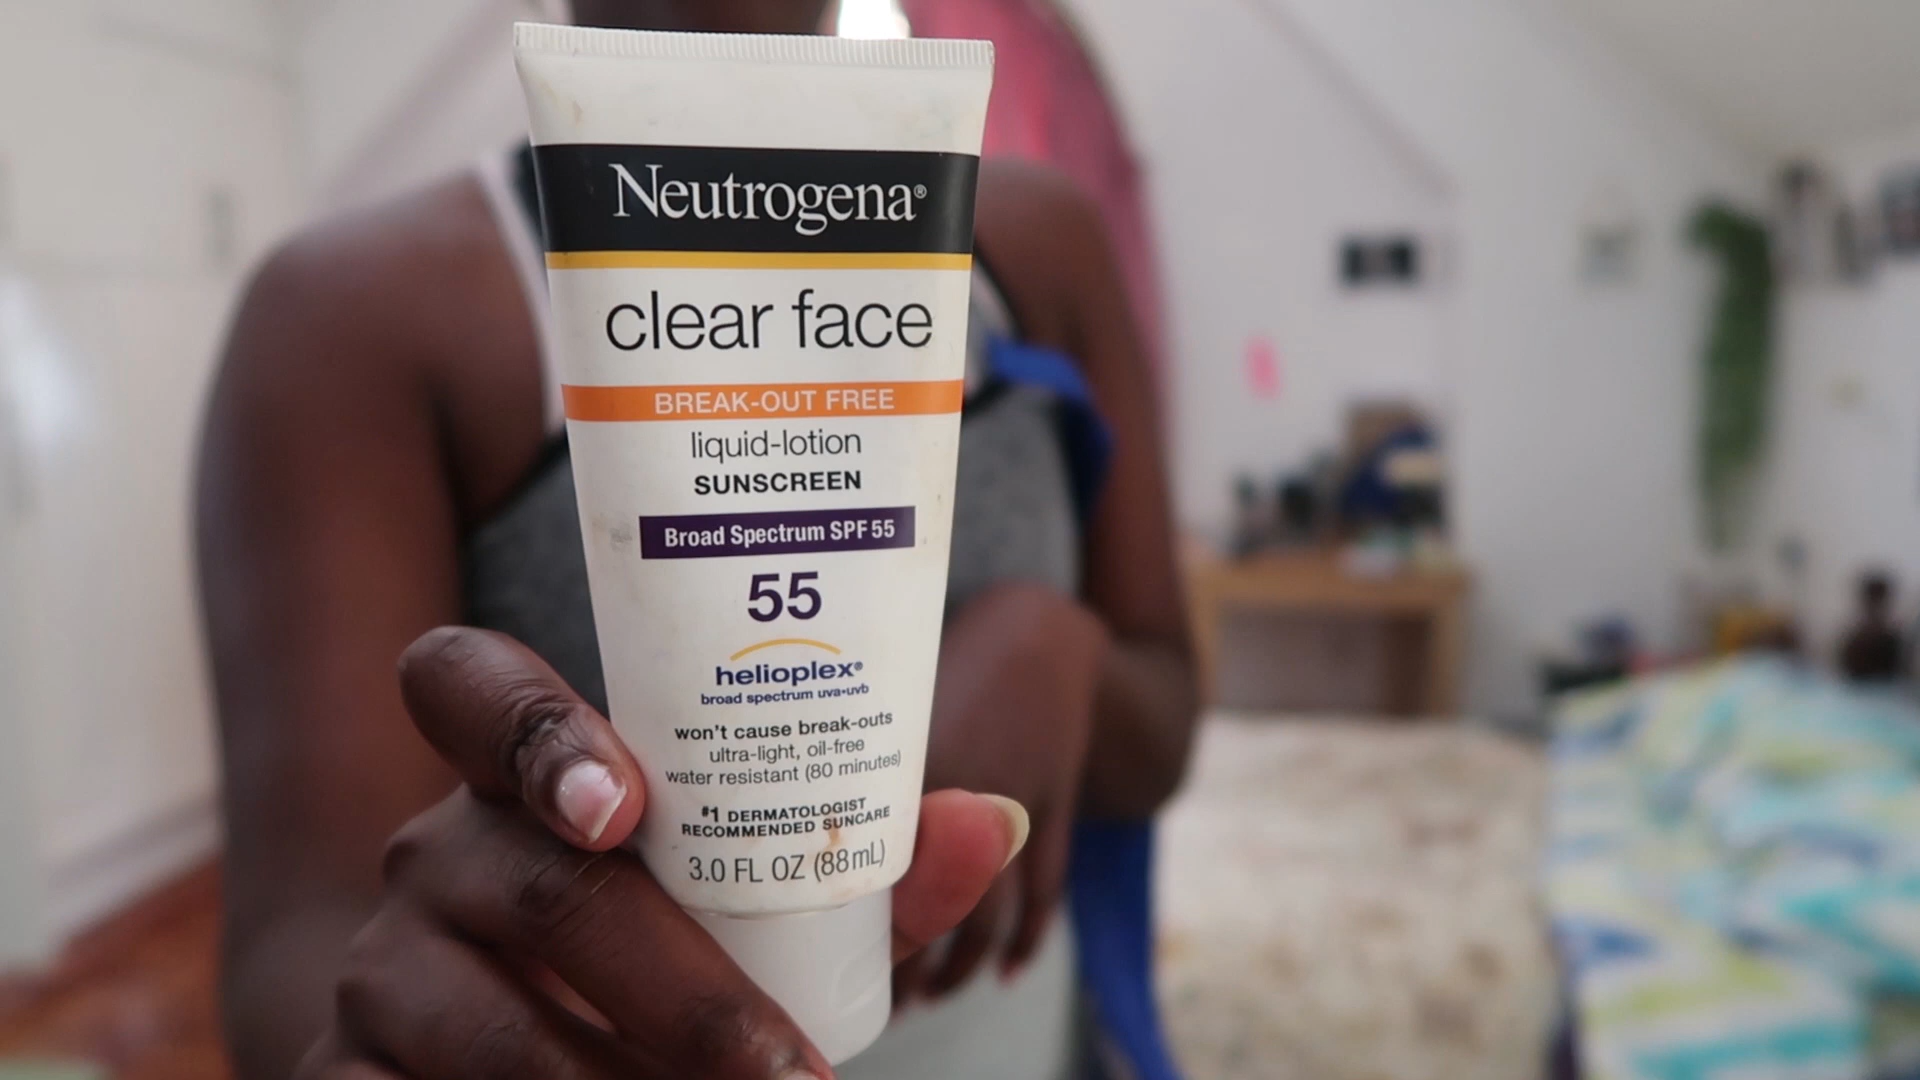 Neutrogena®
clear face
BREAK-OUT FREE
liquid-lotion
SUNSCREEN
Broad Spectrum SPF 55
55
helioplex®
broad spectrum uva•uvb
won't cause break-outs
ultra-light, oil-free
water resistant (80 minutes)
#1 DERMATOLOGIST
RECOMMENDED SUNCARE
3.0 FL OZ (88mL)